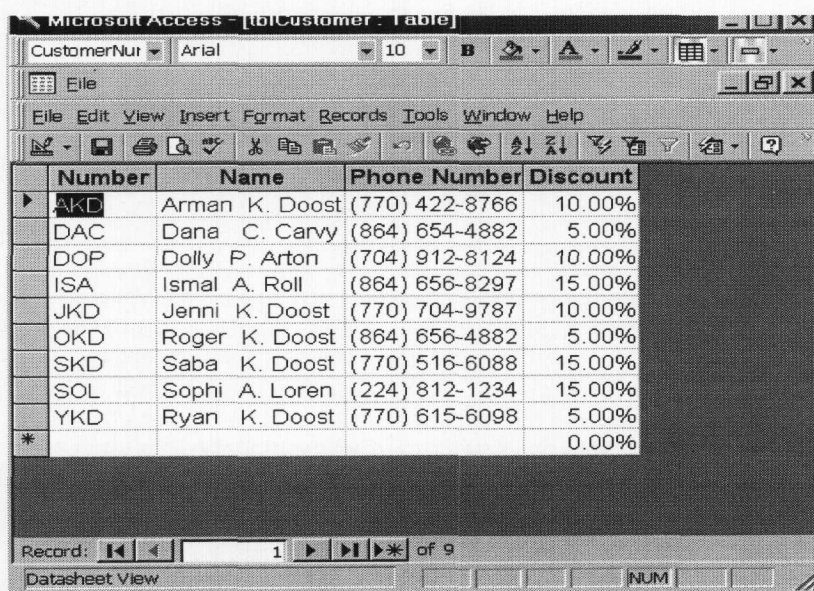 Microsoft Access - [tblCustomer : Table]
CustomerNur Arial 10 B A
File
File Edit View Insert Format Records Tools Window Help
Number Name Phone Number Discount
AKD Arman K. Doost (770) 422-8766 10.00%
DAC Dana C. Carvy (864) 654-4882 5.00%
DOP Dolly P. Arton (704) 912-8124 10.00%
ISA Ismal A. Roll (864) 656-8297 15.00%
JKD Jenni K. Doost (770) 704-9787 10.00%
OKD Roger K. Doost (864) 656-4882 5.00%
SKD Saba K. Doost (770) 516-6088 15.00%
SOL Sophi A. Loren (224) 812-1234 15.00%
YKD Ryan K. Doost (770) 615-6098 5.00%
0.00%
Record: 1 of 9
Datasheet View NUM